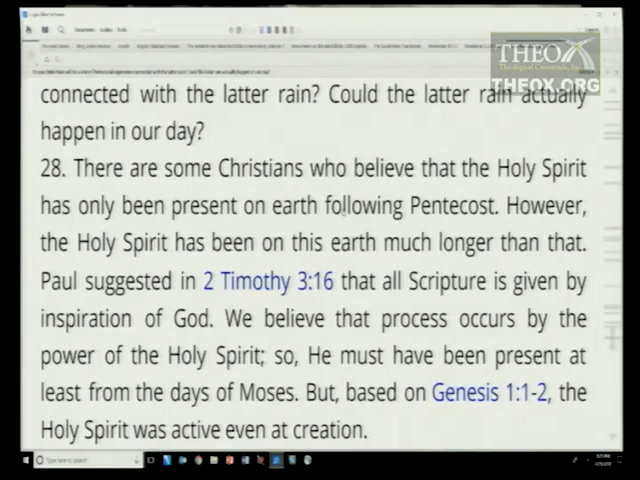 THEOX
THEOX.ORG
connected with the latter rain? Could the latter rain actually
happen in our day?
28. There are some Christians who believe that the Holy Spirit
has only been present on earth following Pentecost. However,
the Holy Spirit has been on this earth much longer than that.
Paul suggested in 2 Timothy 3:16 that all Scripture is given by
inspiration of God. We believe that process occurs by the
power of the Holy Spirit; so, He must have been present at
least from the days of Moses. But, based on Genesis 1:1-2, the
Holy Spirit was active even at creation.
Type here to search